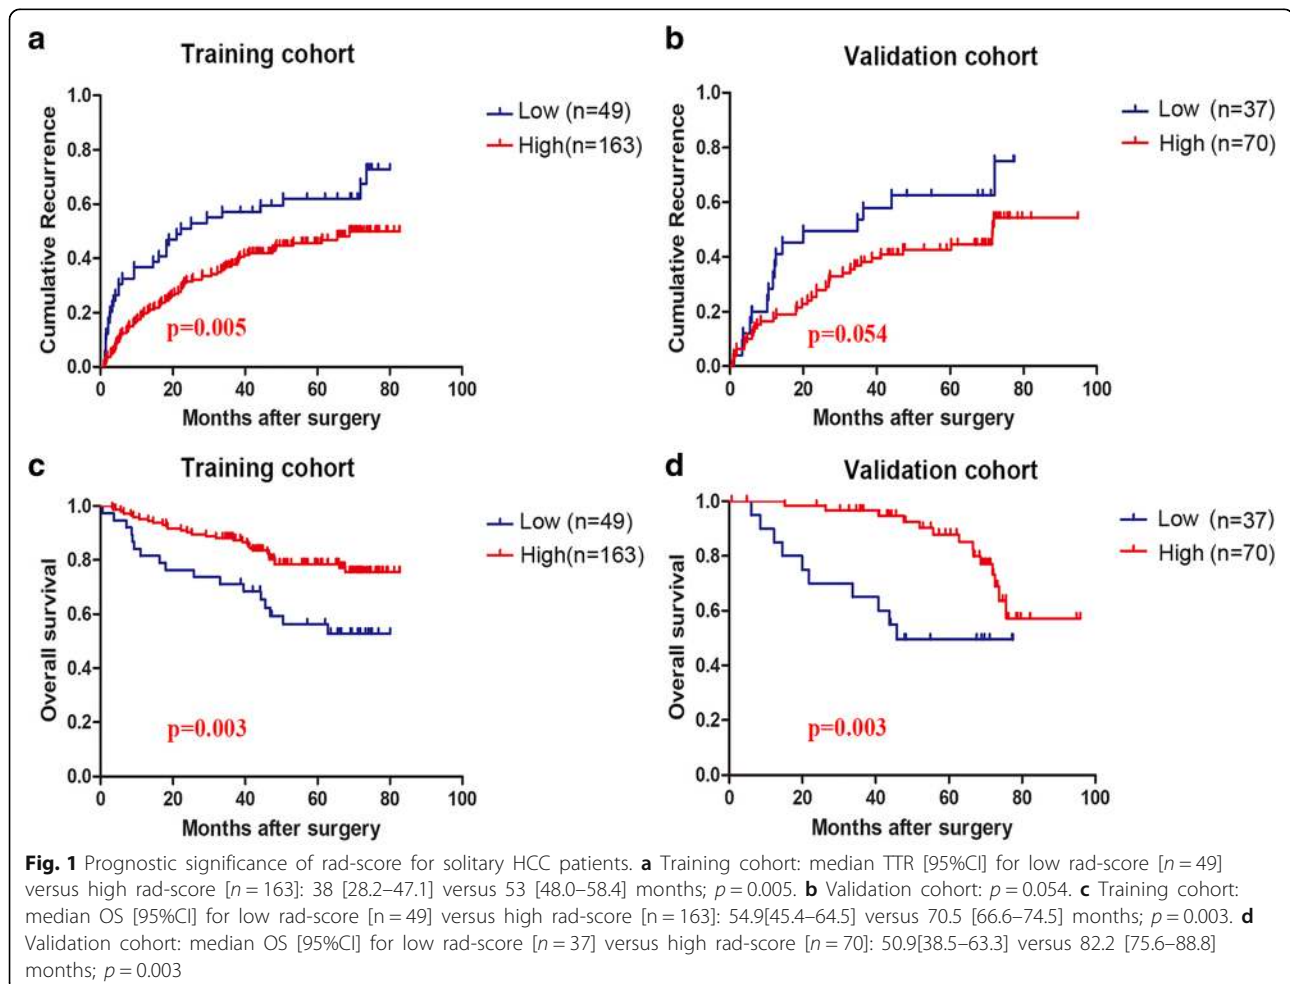 a
Training cohort
1.0
0.8
0.6
0.4
0.2
0.0
Cumulative Recurrence
0 20 40 60 80 100
Months after surgery
Low (n=49)
High(n=163)
p=0.005
b
Validation cohort
1.0
0.8
0.6
0.4
0.2
0.0
Cumulative Recurrence
0 20 40 60 80 100
Months after surgery
Low (n=37)
High (n=70)
p=0.054
c
Training cohort
1.0
0.8
0.6
0.4
0.2
0.0
Overall survival
0 20 40 60 80 100
Months after surgery
Low (n=49)
High(n=163)
p=0.003
d
Validation cohort
1.0
0.8
0.6
0.4
0.2
0.0
Overall survival
0 20 40 60 80 100
Months after surgery
Low (n=37)
High (n=70)
p=0.003
Fig. 1 Prognostic significance of rad-score for solitary HCC patients. a Training cohort: median TTR [95%CI] for low rad-score [n = 49]
versus high rad-score [n = 163]: 38 [28.2–47.1] versus 53 [48.0–58.4] months; p = 0.005. b Validation cohort: p = 0.054. c Training cohort:
median OS [95%CI] for low rad-score [n = 49] versus high rad-score [n = 163]: 54.9[45.4–64.5] versus 70.5 [66.6–74.5] months; p = 0.003. d
Validation cohort: median OS [95%CI] for low rad-score [n = 37] versus high rad-score [n = 70]: 50.9[38.5–63.3] versus 82.2 [75.6–88.8]
months; p = 0.003